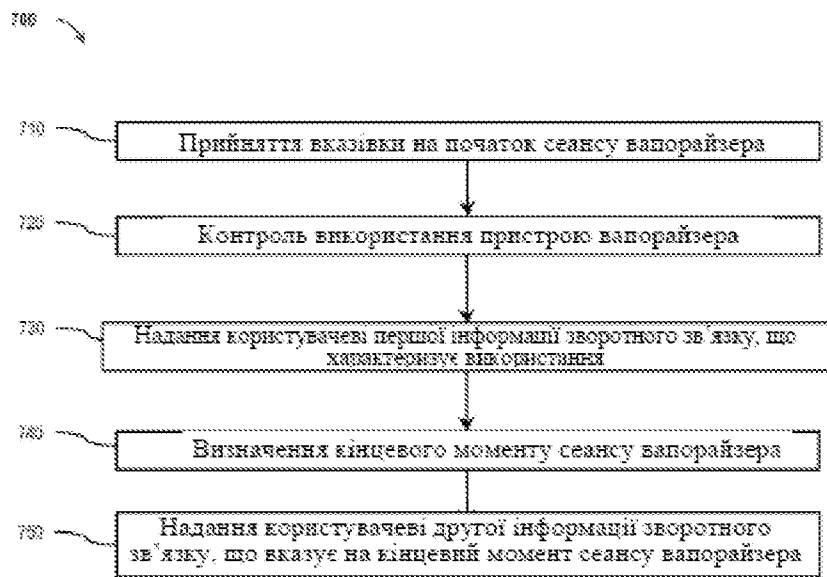 700
710
Прийняття вказівки на початок сеансу вапорайзера
720
Контроль використання пристрою вапорайзера
730
Надання користувачеві першої інформації зворотного зв`язку, що
характеризує використання
Визначення кінцевого моменту сеансу вапорайзера
760
Надання користувачеві другої інформації зворотного
зв`язку, що вказує на кінцевий момент сеансу вапорайзера